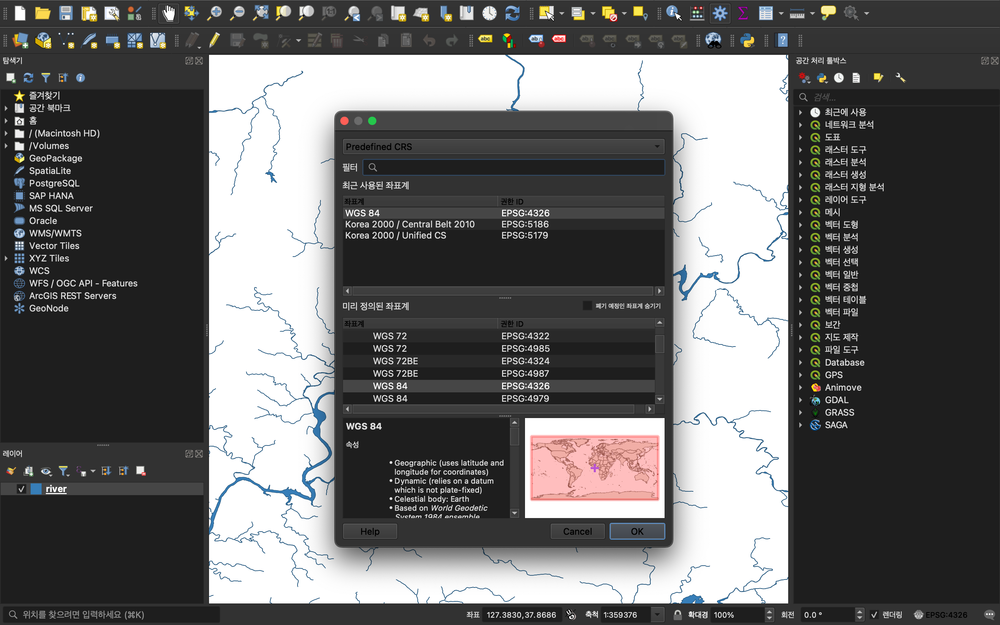 탐색기
즐겨찾기
공간 북마크
홈
/ (Macintosh HD)
/Volumes
GeoPackage
SpatiaLite
PostgreSQL
SAP HANA
MS SQL Server
Oracle
WMS/WMTS
Vector Tiles
XYZ Tiles
WCS
WFS / OGC API - Features
ArcGIS REST Servers
GeoNode
레이어
river
Predefined CRS
필터
최근 사용된 좌표계
좌표계 권한 ID
WGS 84 EPSG:4326
Korea 2000 / Central Belt 2010 EPSG:5186
Korea 2000 / Unified CS EPSG:5179
미리 정의된 좌표계 폐기 예정인 좌표계 숨기기
좌표계 권한 ID
WGS 72 EPSG:4322
WGS 72 EPSG:4985
WGS 72BE EPSG:4324
WGS 72BE EPSG:4987
WGS 84 EPSG:4326
WGS 84 EPSG:4979
WGS 84
속성
• Geographic (uses latitude and
longitude for coordinates)
• Dynamic (relies on a datum
which is not plate-fixed)
• Celestial body: Earth
• Based on World Geodetic
System 1984 ensemble
Help Cancel OK
공간 처리 툴박스
검색...
최근에 사용
네트워크 분석
도표
래스터 도구
래스터 분석
래스터 생성
래스터 지형 분석
레이어 도구
메시
벡터 도형
벡터 분석
벡터 생성
벡터 선택
벡터 일반
벡터 중첩
벡터 테이블
벡터 파일
보간
지도 제작
파일 도구
Database
GPS
Animove
GDAL
GRASS
SAGA
위치를 찾으려면 입력하세요 (⌘K) 좌표 127.3830,37.8686 축척 1:359376 확대경 100% 회전 0.0 ° 렌더링 EPSG:4326